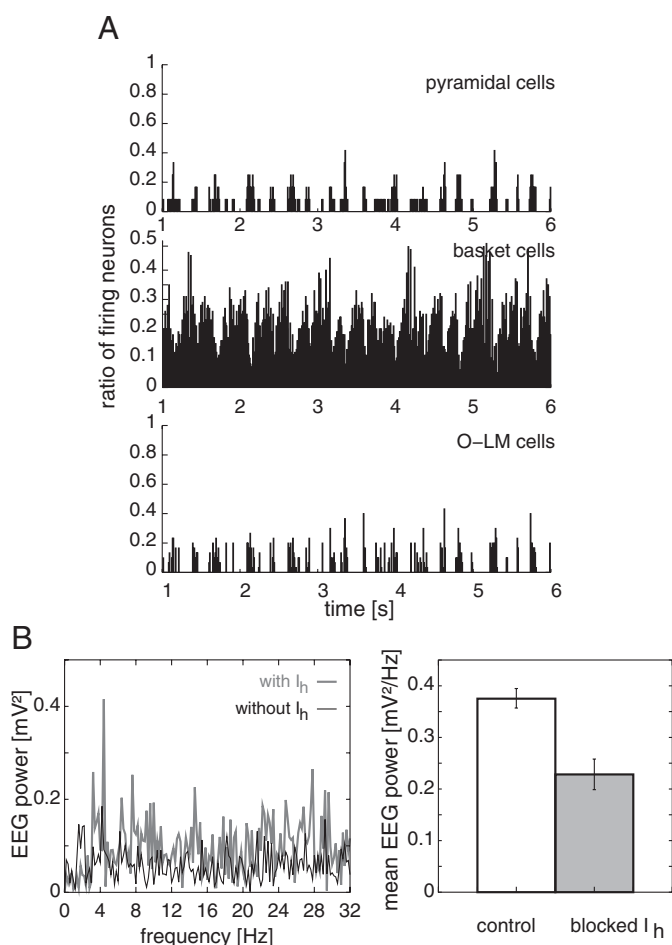 A
pyramidal cells
1
0.8
0.6
0.4
0.2
0
1 2 3 4 5 6
basket cells
0.5
0.4
0.3
0.2
0.1
0
1 2 3 4 5 6
O–LM cells
1
0.8
0.6
0.4
0.2
0
1 2 3 4 5 6
ratio of firing neurons
time [s]
B
with Ih
without Ih
EEG power [mV²]
0.4
0.2
0
0 4 8 12 16 20 24 28 32
frequency [Hz]
mean EEG power [mV²/Hz]
0.4
0.3
0.2
0.1
0
control blocked Ih